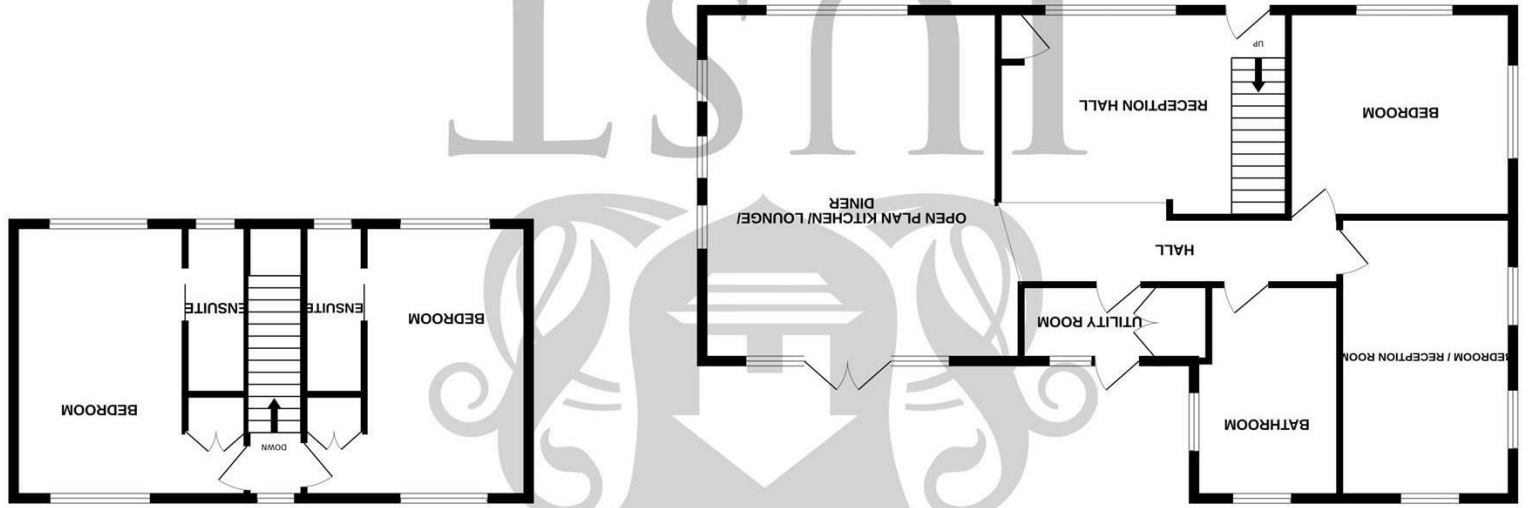 BATHROOM
BEDROOM / RECEPTION ROOM
UTILITY ROOM
HALL
OPEN PLAN KITCHEN/ LOUNGE/
DINER
BEDROOM
RECEPTION HALL
UP
DOWN
BEDROOM
BEDROOM
ENSUITE
ENSUITE
UST